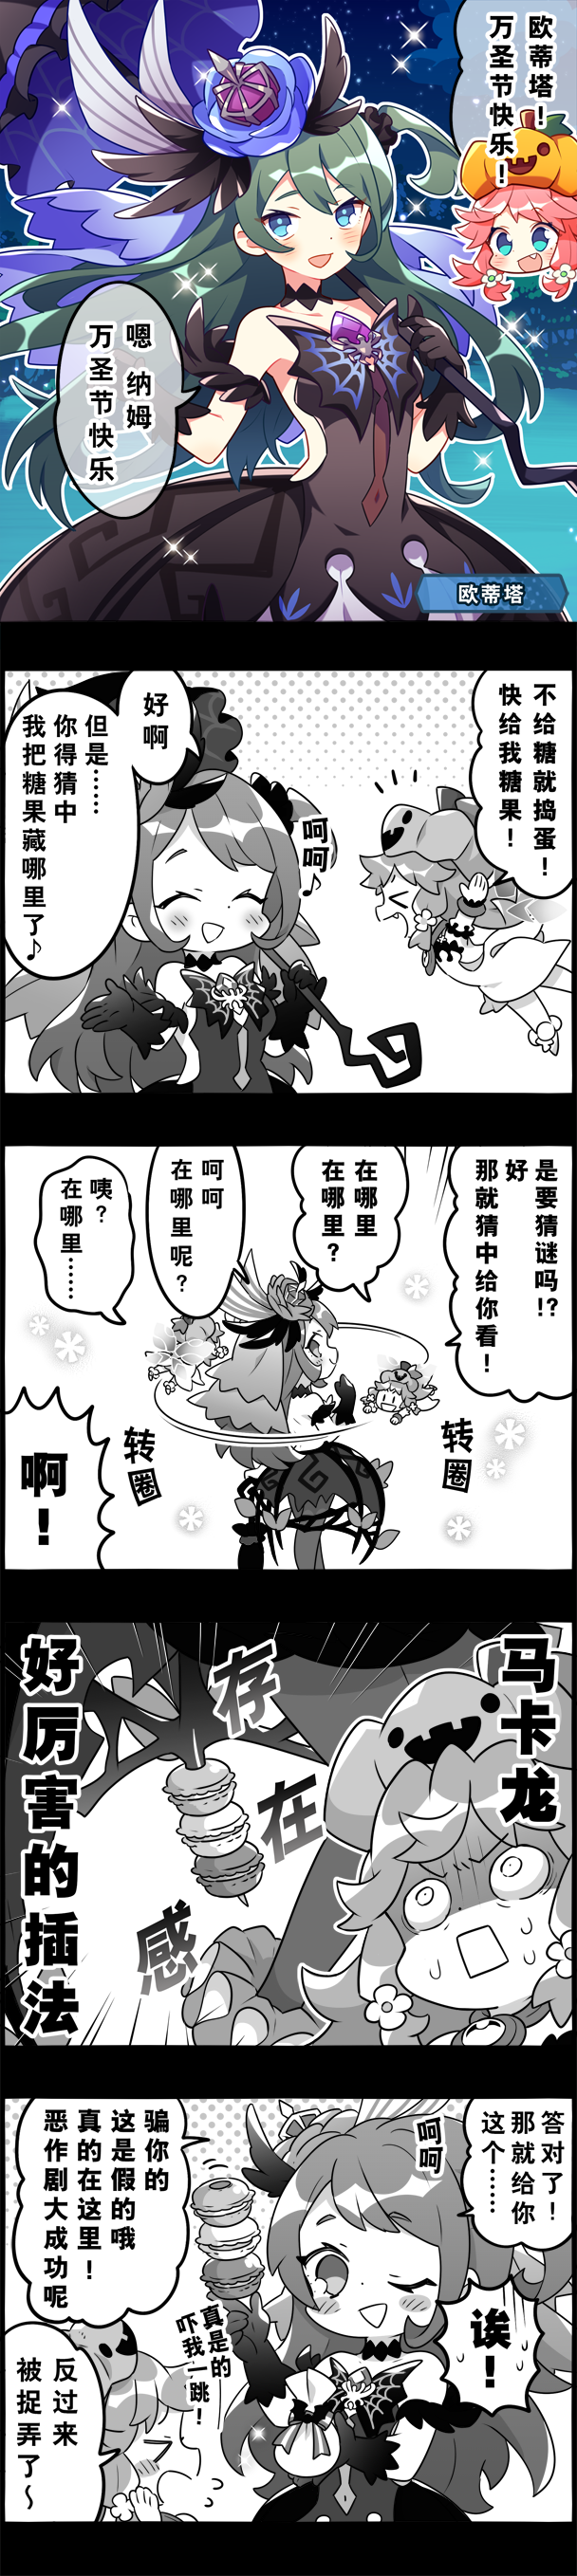 欧蒂塔！
万圣节快乐！
嗯 纳姆
万圣节快乐
欧蒂塔
不给糖就捣蛋！
快给我糖果！
呵呵♪
好啊
但是……
你得猜中
我把糖果藏哪里了♪
是要猜谜吗!?
好
那就猜中给你看！
在哪里
在哪里？
呵呵
在哪里呢？
咦？
在哪里……
转圈
转圈
啊！
马卡龙
存在感
好厉害的插法
答对了！
那就给你
这个……
呵呵
诶！
骗你的
这是假的哦
真的在这里！
恶作剧大成功呢
真是的
吓我一跳！
反过来
被捉弄了～